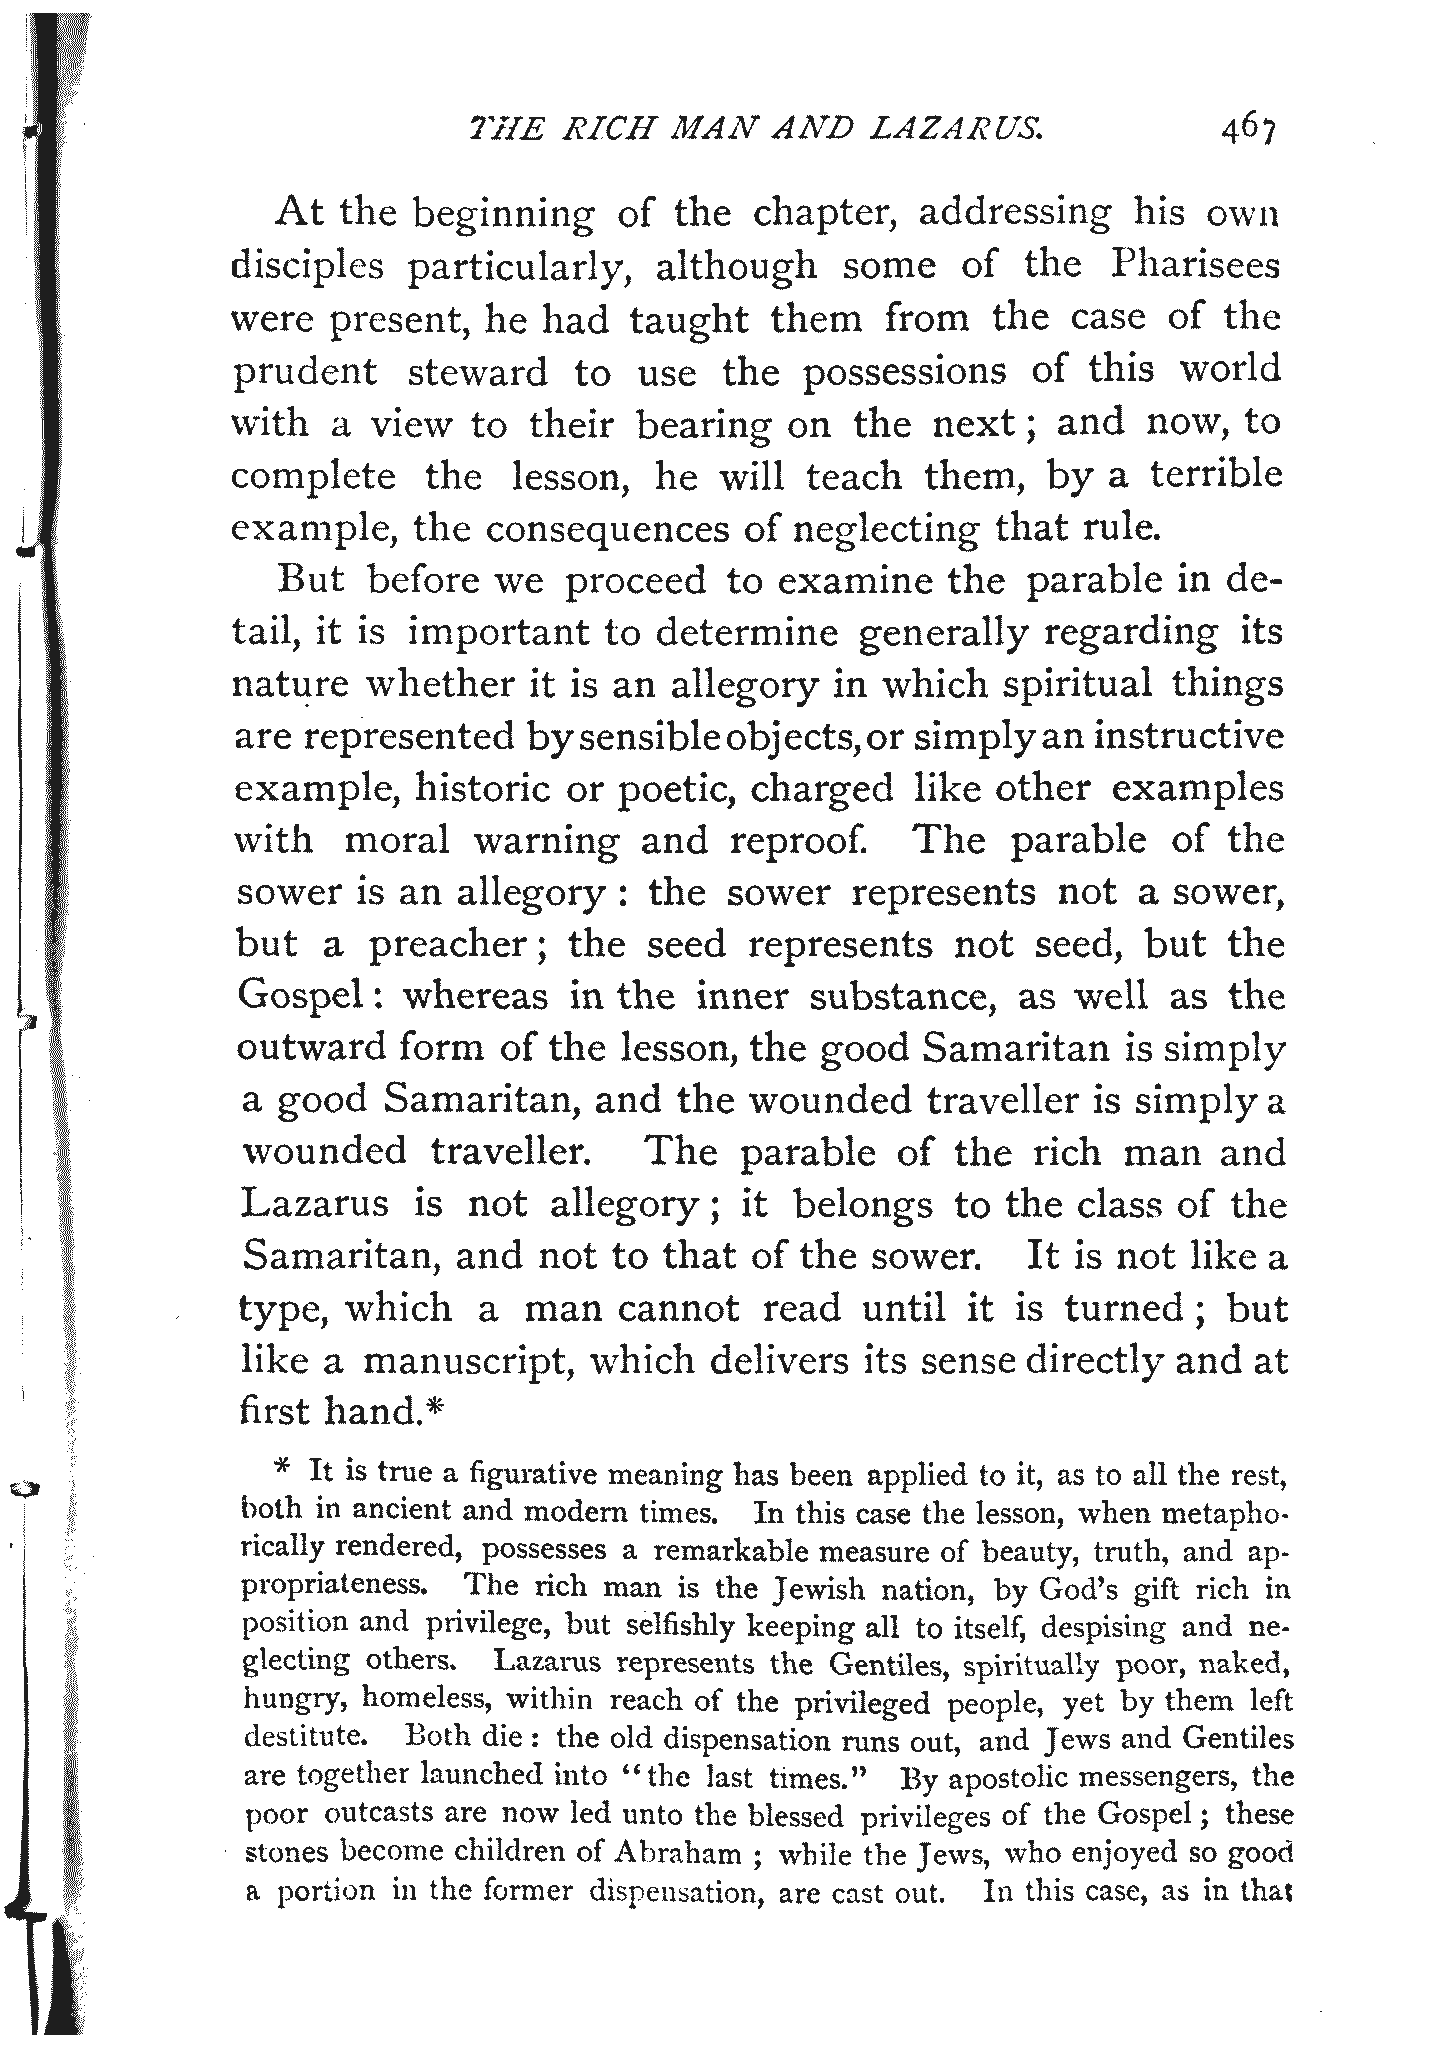 THE RICH MAN AND LAZARUS. 467
At the beginning of the chapter, addressing his own
disciples particularly, although some of the Pharisees
were present, he had taught them from the case of the
prudent steward to use the possessions of this world
with a view to their bearing on the next ; and now, to
complete the lesson, he will teach them, by a terrible
example, the consequences of neglecting that rule.
But before we proceed to examine the parable in de-
tail, it is important to determine generally regarding its
nature whether it is an allegory in which spiritual things
are represented by sensible objects, or simply an instructive
example, historic or poetic, charged like other examples
with moral warning and reproof. The parable of the
sower is an allegory : the sower represents not a sower,
but a preacher ; the seed represents not seed, but the
Gospel : whereas in the inner substance, as well as the
outward form of the lesson, the good Samaritan is simply
a good Samaritan, and the wounded traveller is simply a
wounded traveller. The parable of the rich man and
Lazarus is not allegory ; it belongs to the class of the
Samaritan, and not to that of the sower. It is not like a
type, which a man cannot read until it is turned ; but
like a manuscript, which delivers its sense directly and at
first hand.*
* It is true a figurative meaning has been applied to it, as to all the rest,
both in ancient and modern times. In this case the lesson, when metapho-
rically rendered, possesses a remarkable measure of beauty, truth, and ap-
propriateness. The rich man is the Jewish nation, by God's gift rich in
position and privilege, but selfishly keeping all to itself, despising and ne-
glecting others. Lazarus represents the Gentiles, spiritually poor, naked,
hungry, homeless, within reach of the privileged people, yet by them left
destitute. Both die : the old dispensation runs out, and Jews and Gentiles
are together launched into "the last times." By apostolic messengers, the
poor outcasts are now led unto the blessed privileges of the Gospel ; these
stones become children of Abraham ; while the Jews, who enjoyed so good
a portion in the former dispensation, are cast out. In this case, as in that